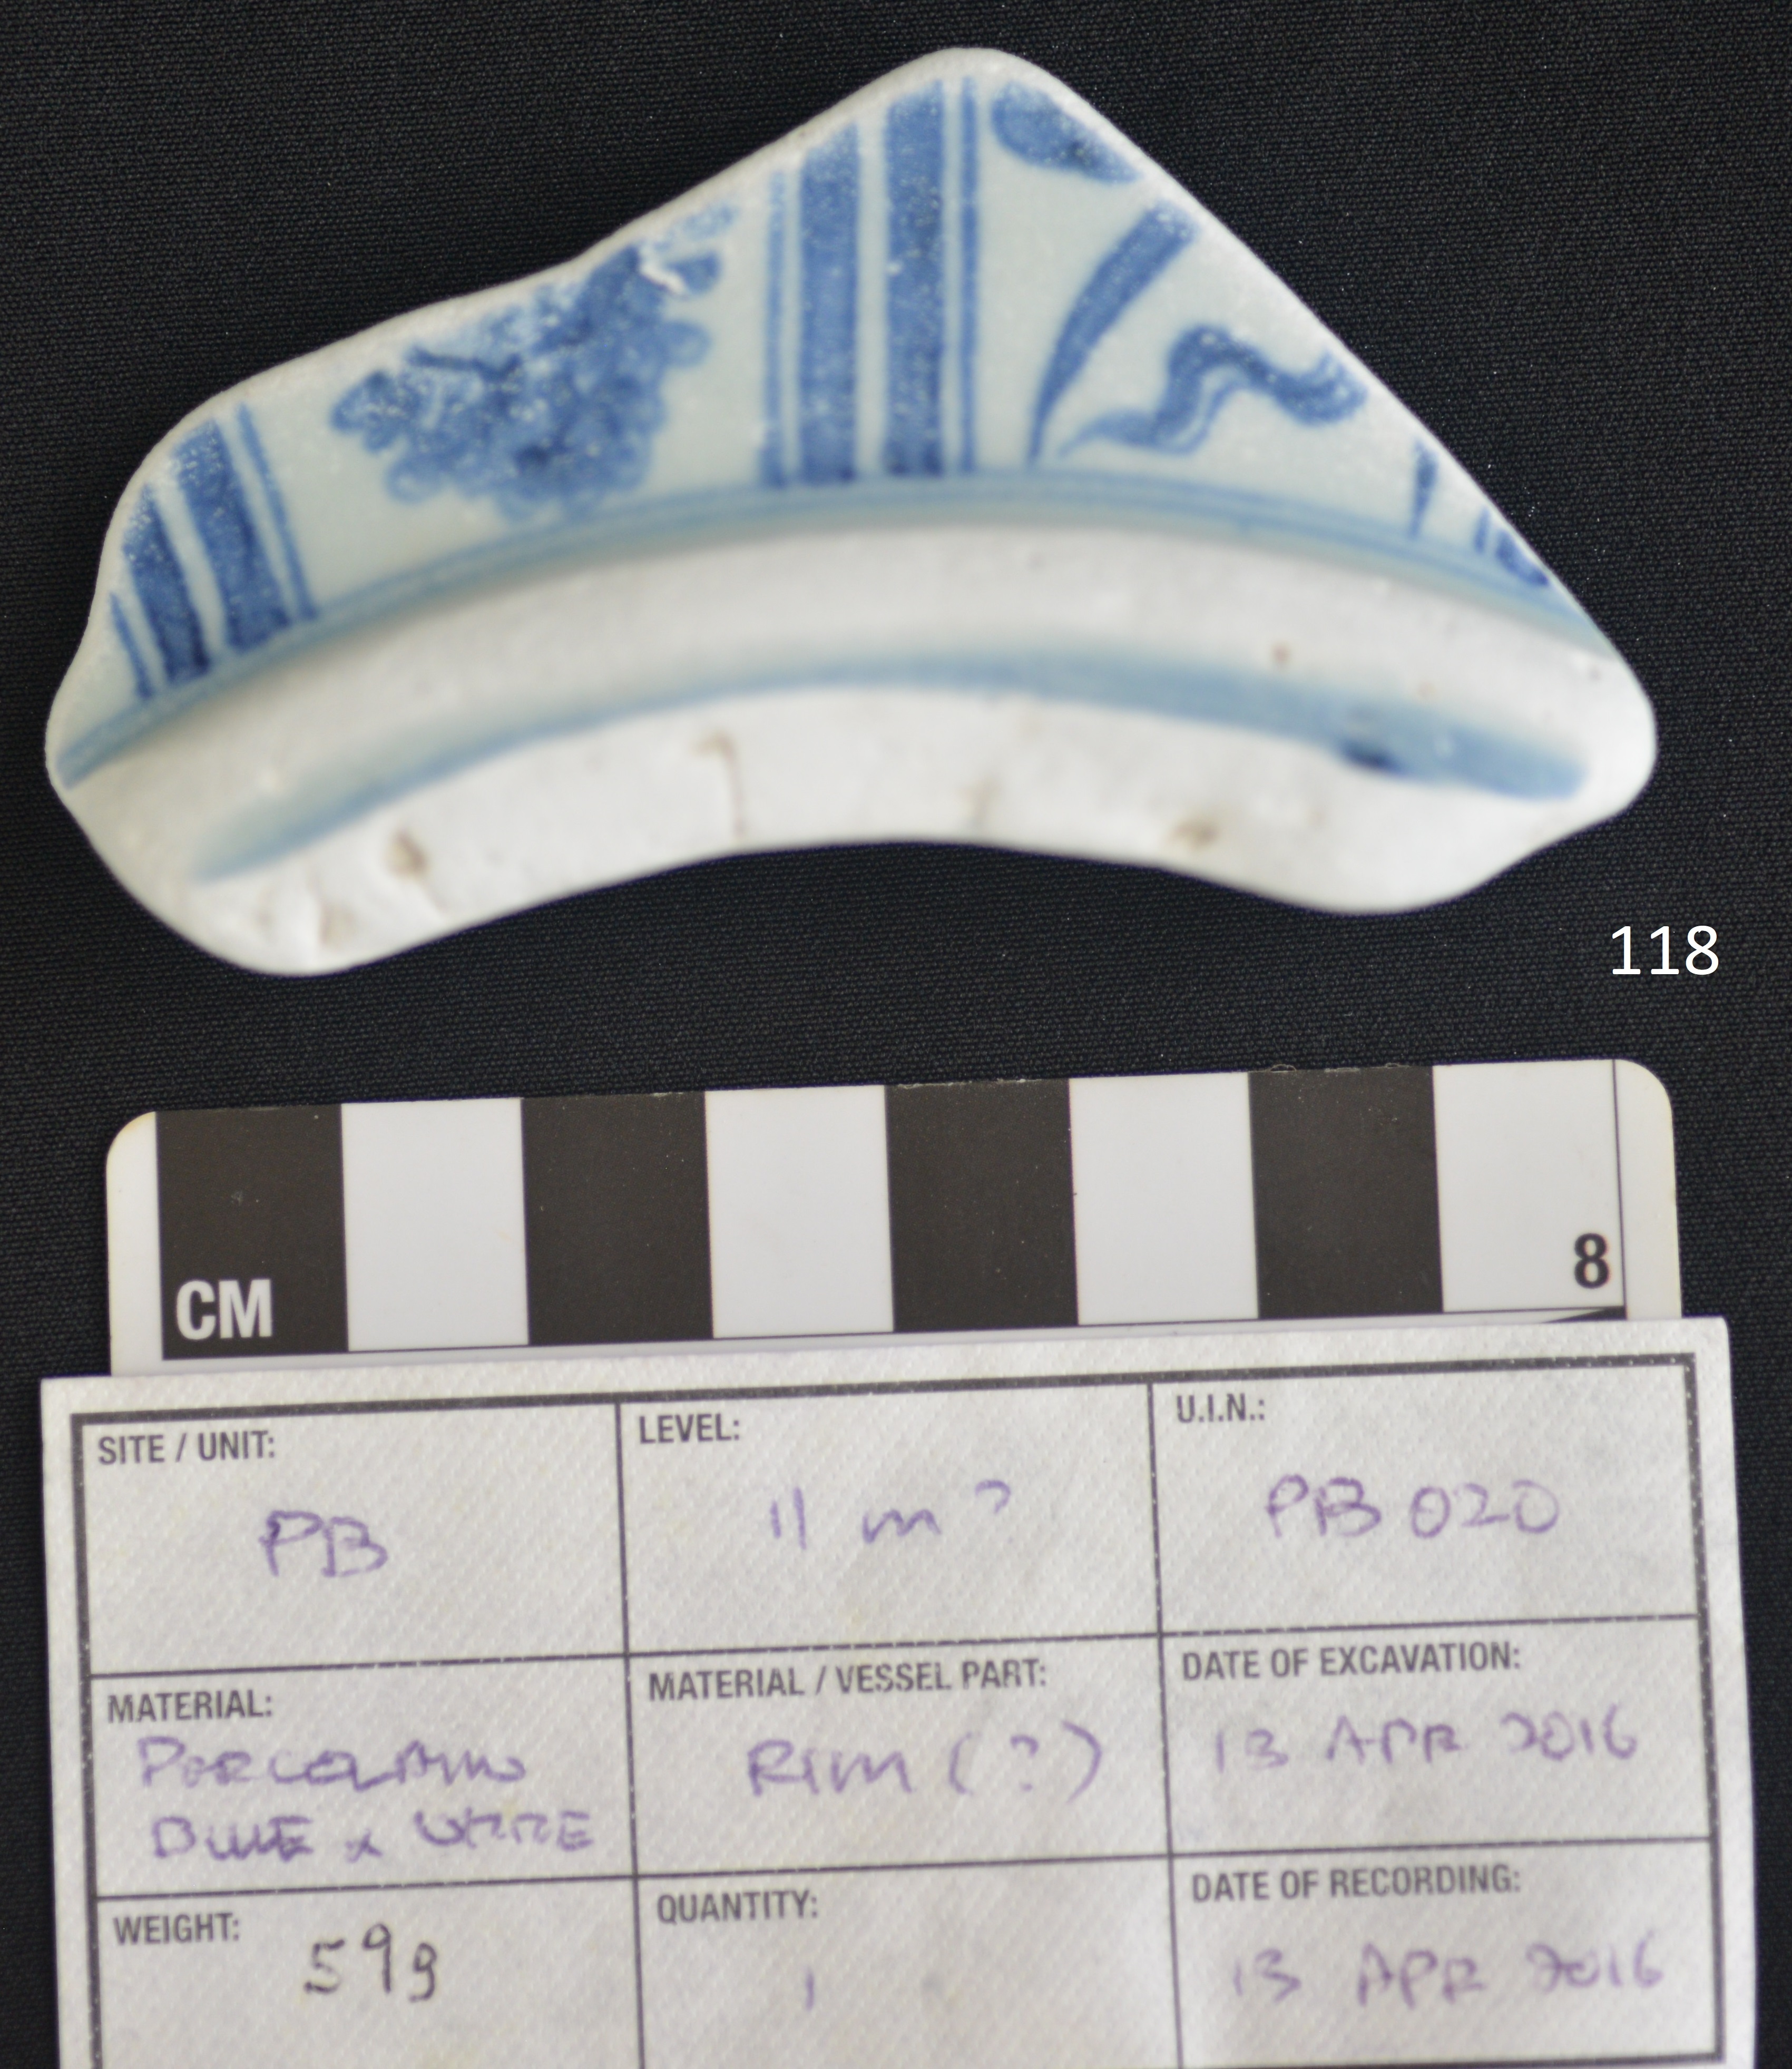 118
CM
8
SITE / UNIT:
PB
LEVEL:
11 m ?
U.I.N.:
PB 020
MATERIAL:
PORCELAIN
BLUE & WHITE
MATERIAL / VESSEL PART:
RIM (?)
DATE OF EXCAVATION:
13 APR 2016
WEIGHT:
59g
QUANTITY:
1
DATE OF RECORDING:
13 APR 2016